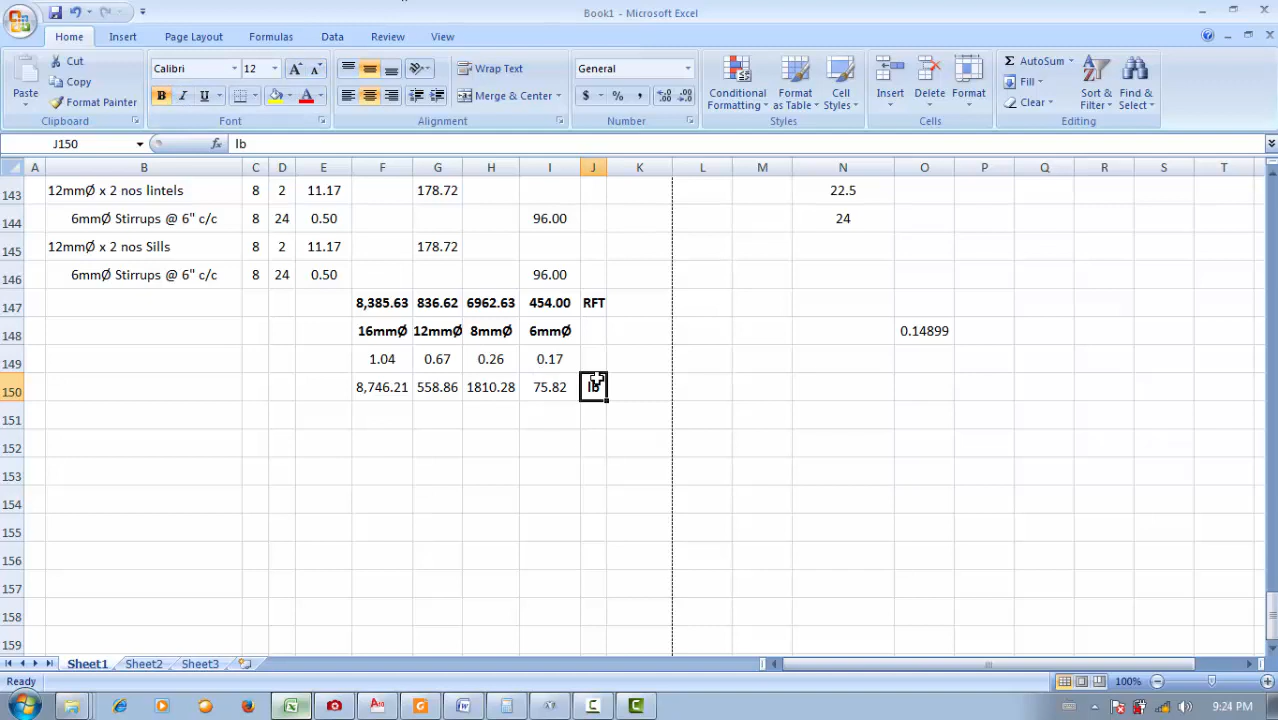 Book1 - Microsoft Excel
Home Insert Page Layout Formulas Data Review View
Paste Cut Copy Format Painter
Calibri 12
B I U A A A
Wrap Text
Merge & Center
General
$ % ,
Conditional Formatting
Format as Table
Cell Styles
Insert Delete Format
Σ AutoSum
Fill
Clear
Sort & Filter
Find & Select
Clipboard Font Alignment Number Styles Cells Editing
J150 fx lb
A B C D E F G H I J K L M N O P Q R S T
143 12mmØ x 2 nos lintels 8 2 11.17 178.72 22.5
144 6mmØ Stirrups @ 6" c/c 8 24 0.50 96.00 24
145 12mmØ x 2 nos Sills 8 2 11.17 178.72
146 6mmØ Stirrups @ 6" c/c 8 24 0.50 96.00
147 8,385.63 836.62 6962.63 454.00 RFT
148 16mmØ 12mmØ 8mmØ 6mmØ 0.14899
149 1.04 0.67 0.26 0.17
150 8,746.21 558.86 1810.28 75.82 lb
151
152
153
154
155
156
157
158
159
Sheet1 Sheet2 Sheet3
Ready 100%
9:24 PM